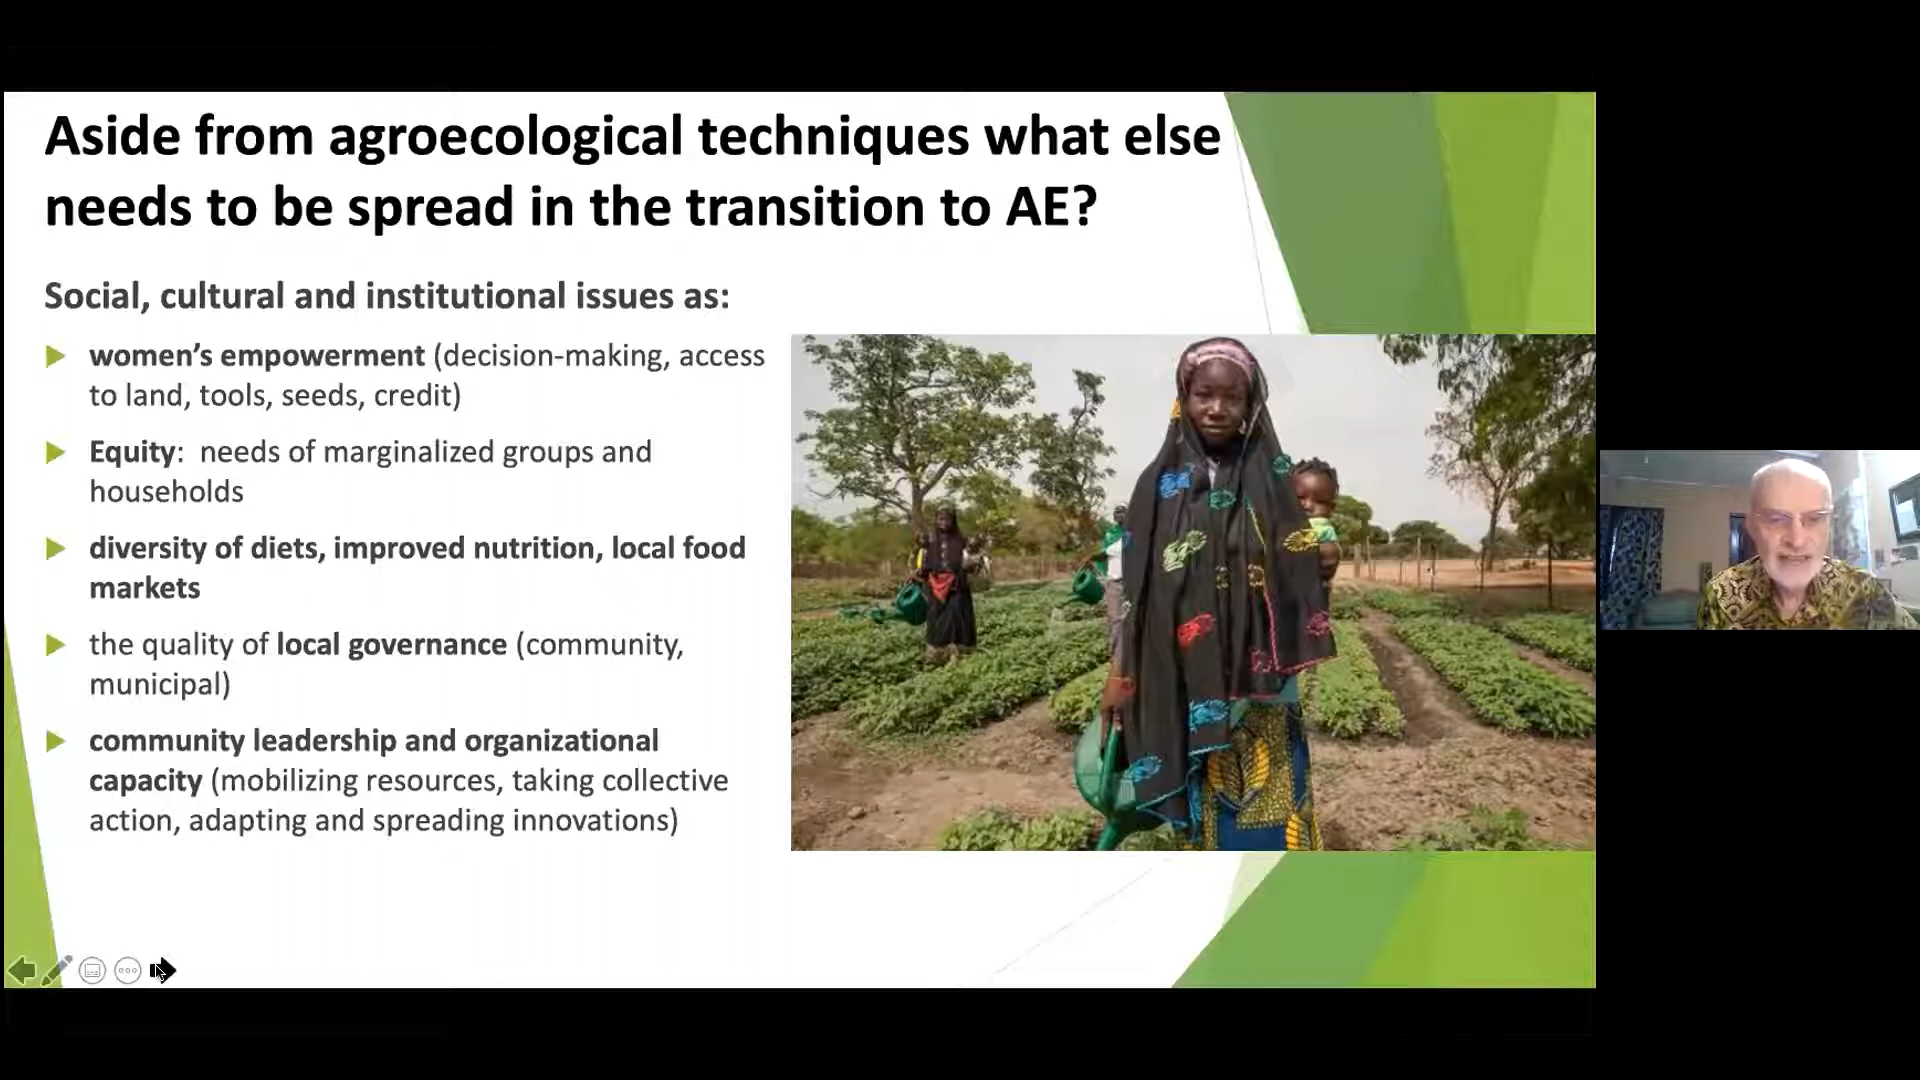 Aside from agroecological techniques what else
needs to be spread in the transition to AE?
Social, cultural and institutional issues as:
women’s empowerment (decision-making, access
to land, tools, seeds, credit)
Equity:  needs of marginalized groups and
households
diversity of diets, improved nutrition, local food
markets
the quality of local governance (community,
municipal)
community leadership and organizational
capacity (mobilizing resources, taking collective
action, adapting and spreading innovations)